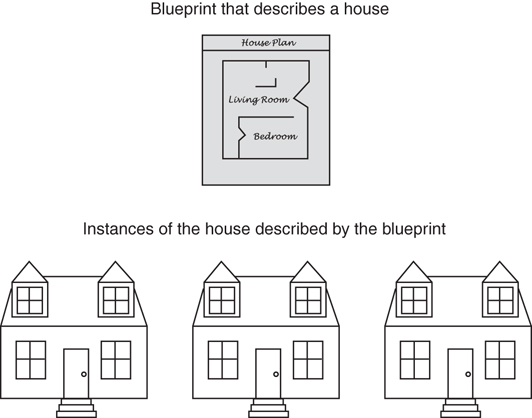 Blueprint that describes a house
House Plan
Living Room
Bedroom
Instances of the house described by the blueprint